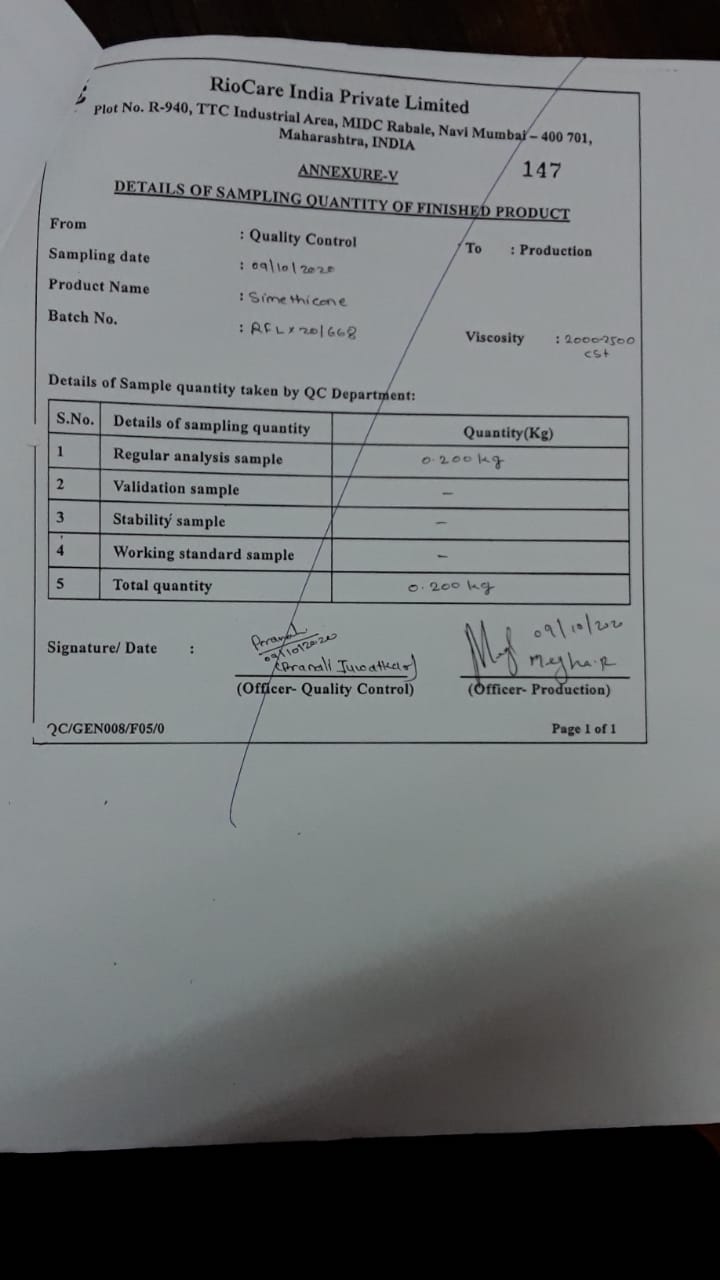 RioCare India Private Limited
Plot No. R-940, TTC Industrial Area, MIDC Rabale, Navi Mumbai – 400 701,
Maharashtra, INDIA
ANNEXURE-V 147
DETAILS OF SAMPLING QUANTITY OF FINISHED PRODUCT
From : Quality Control To : Production
Sampling date : 09/10/2020
Product Name : Simethicone
Batch No. : RFLX20/668 Viscosity : 2000-2500
cst
Details of Sample quantity taken by QC Department:
S.No. Details of sampling quantity Quantity(Kg)
1 Regular analysis sample 0.200 kg
2 Validation sample –
3 Stability sample –
4 Working standard sample –
5 Total quantity 0.200 kg
Signature/ Date : 09/10/2020 09/10/2020
(Pranali Juwatkar) Megha.R
(Officer- Quality Control) (Officer- Production)
QC/GEN008/F05/0 Page 1 of 1